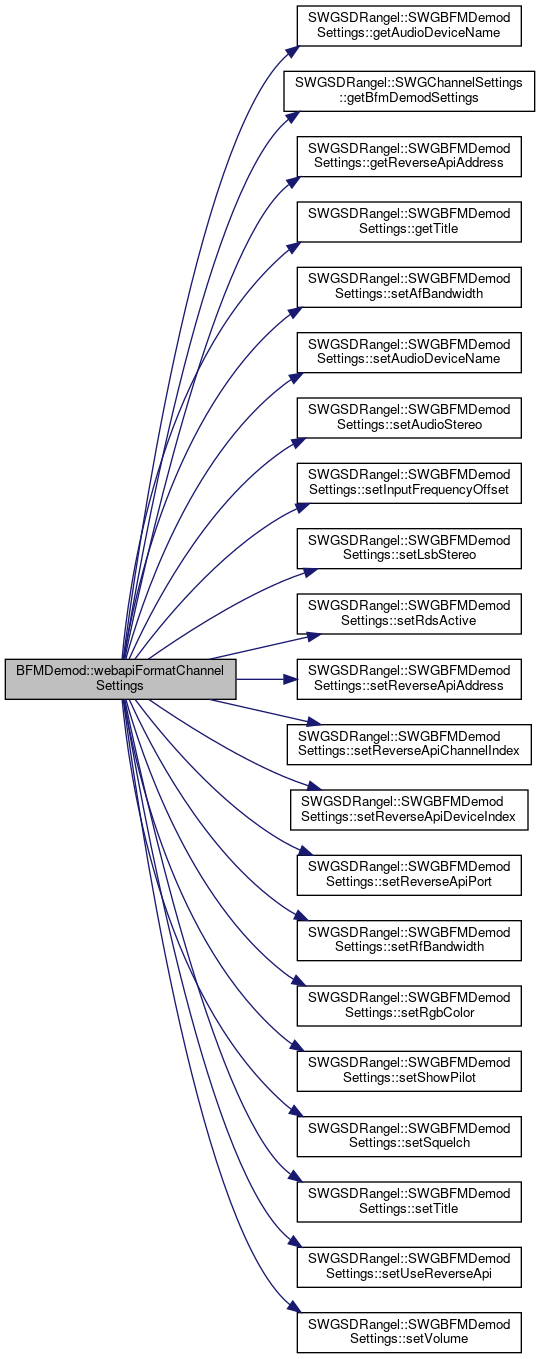 SWGSDRangel::SWGBFMDemod
Settings::getAudioDeviceName
SWGSDRangel::SWGChannelSettings
::getBfmDemodSettings
SWGSDRangel::SWGBFMDemod
Settings::getReverseApiAddress
SWGSDRangel::SWGBFMDemod
Settings::getTitle
SWGSDRangel::SWGBFMDemod
Settings::setAfBandwidth
SWGSDRangel::SWGBFMDemod
Settings::setAudioDeviceName
SWGSDRangel::SWGBFMDemod
Settings::setAudioStereo
SWGSDRangel::SWGBFMDemod
Settings::setInputFrequencyOffset
SWGSDRangel::SWGBFMDemod
Settings::setLsbStereo
SWGSDRangel::SWGBFMDemod
Settings::setRdsActive
BFMDemod::webapiFormatChannel
Settings
SWGSDRangel::SWGBFMDemod
Settings::setReverseApiAddress
SWGSDRangel::SWGBFMDemod
Settings::setReverseApiChannelIndex
SWGSDRangel::SWGBFMDemod
Settings::setReverseApiDeviceIndex
SWGSDRangel::SWGBFMDemod
Settings::setReverseApiPort
SWGSDRangel::SWGBFMDemod
Settings::setRfBandwidth
SWGSDRangel::SWGBFMDemod
Settings::setRgbColor
SWGSDRangel::SWGBFMDemod
Settings::setShowPilot
SWGSDRangel::SWGBFMDemod
Settings::setSquelch
SWGSDRangel::SWGBFMDemod
Settings::setTitle
SWGSDRangel::SWGBFMDemod
Settings::setUseReverseApi
SWGSDRangel::SWGBFMDemod
Settings::setVolume